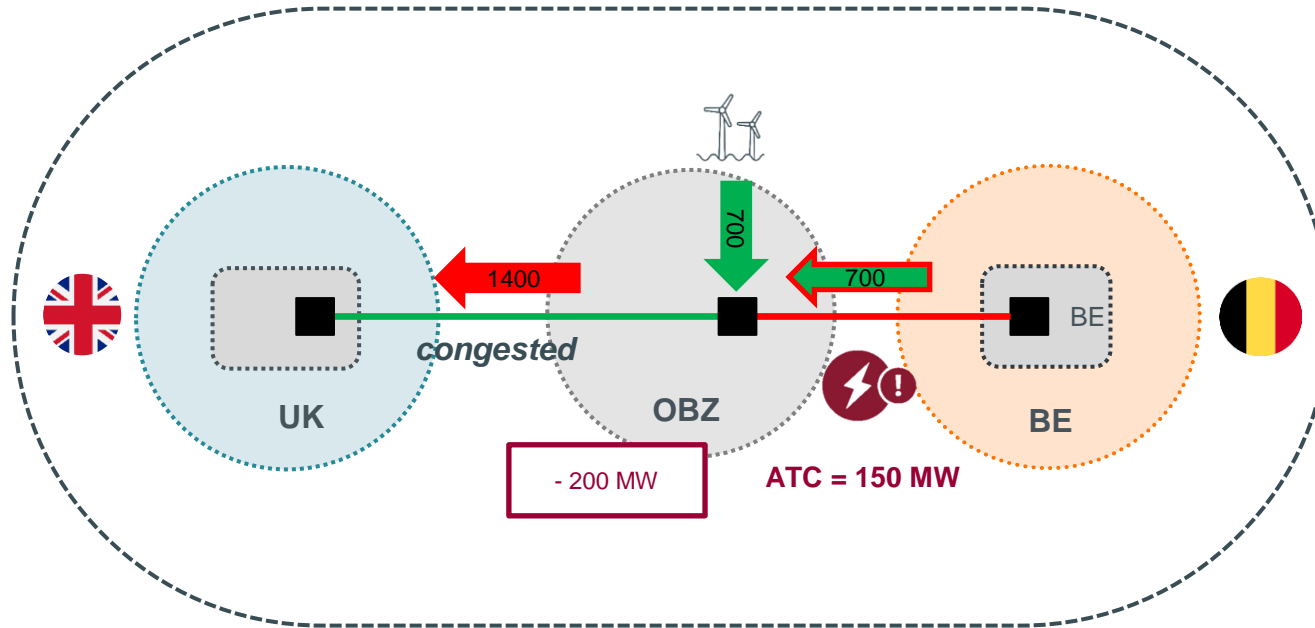 700
1400
700
BE
congested
UK
OBZ
BE
!
- 200 MW
ATC = 150 MW